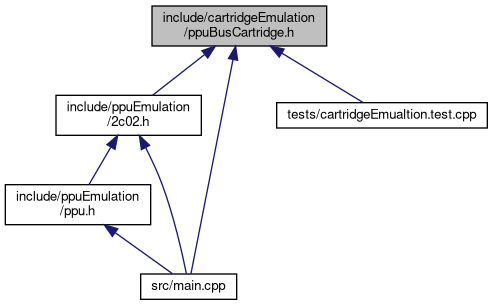 include/cartridgeEmulation
/ppuBusCartridge.h
include/ppuEmulation
/2c02.h
tests/cartridgeEmualtion.test.cpp
include/ppuEmulation
/ppu.h
src/main.cpp